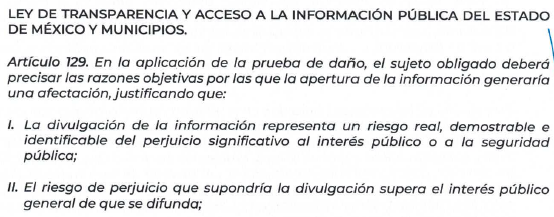 LEY DE TRANSPARENCIA Y ACCESO A LA INFORMACIÓN PÚBLICA DEL ESTADO
DE MÉXICO Y MUNICIPIOS.
Artículo 129. En la aplicación de la prueba de daño, el sujeto obligado deberá
precisar las razones objetivas por las que la apertura de la información generaría
una afectación, justificando que:
I. La divulgación de la información representa un riesgo real, demostrable e
identificable del perjuicio significativo al interés público o a la seguridad
pública;
II. El riesgo de perjuicio que supondría la divulgación supera el interés público
general de que se difunda;